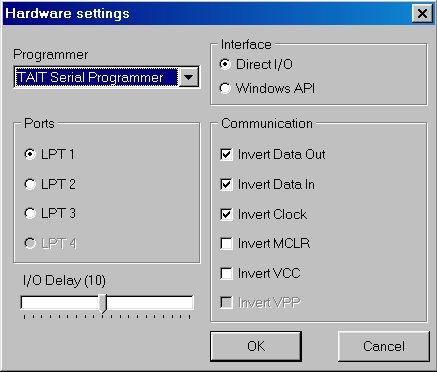 Hardware settings
Programmer
TAIT Serial Programmer
Interface
Direct I/O
Windows API
Ports
LPT 1
LPT 2
LPT 3
LPT 4
I/O Delay (10)
Communication
Invert Data Out
Invert Data In
Invert Clock
Invert MCLR
Invert VCC
Invert VPP
OK
Cancel